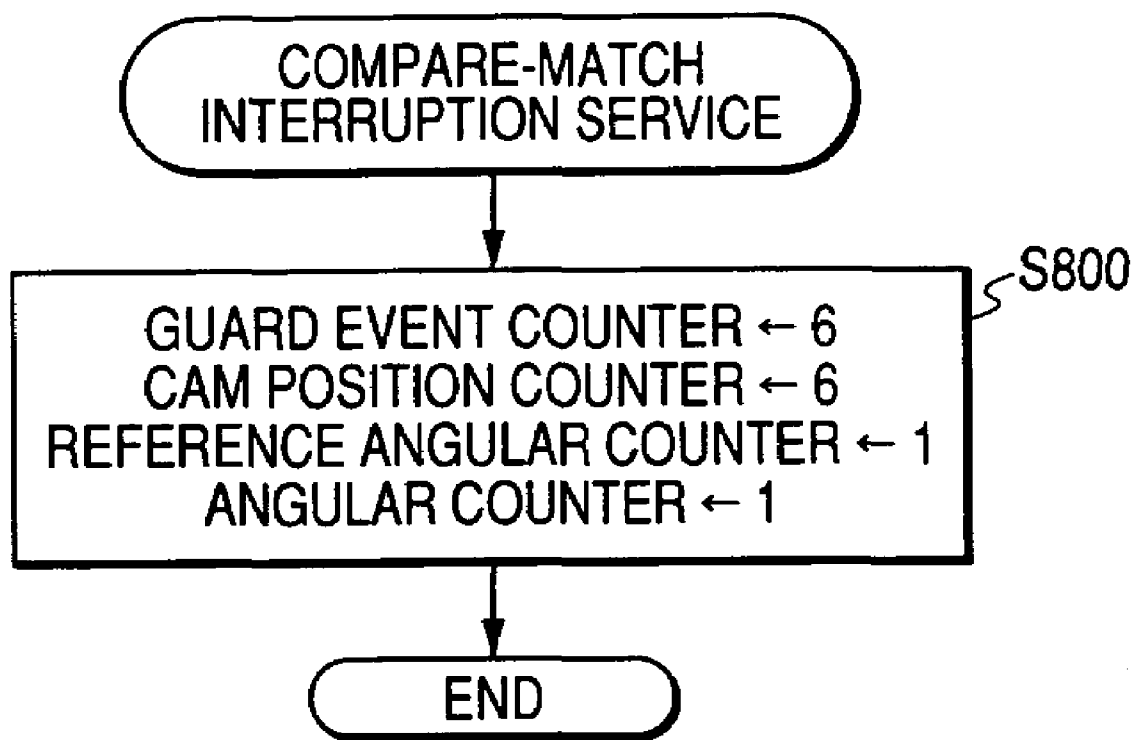 COMPARE-MATCH
INTERRUPTION SERVICE
S800
GUARD EVENT COUNTER ← 6
CAM POSITION COUNTER ← 6
REFERENCE ANGULAR COUNTER ← 1
ANGULAR COUNTER ← 1
END